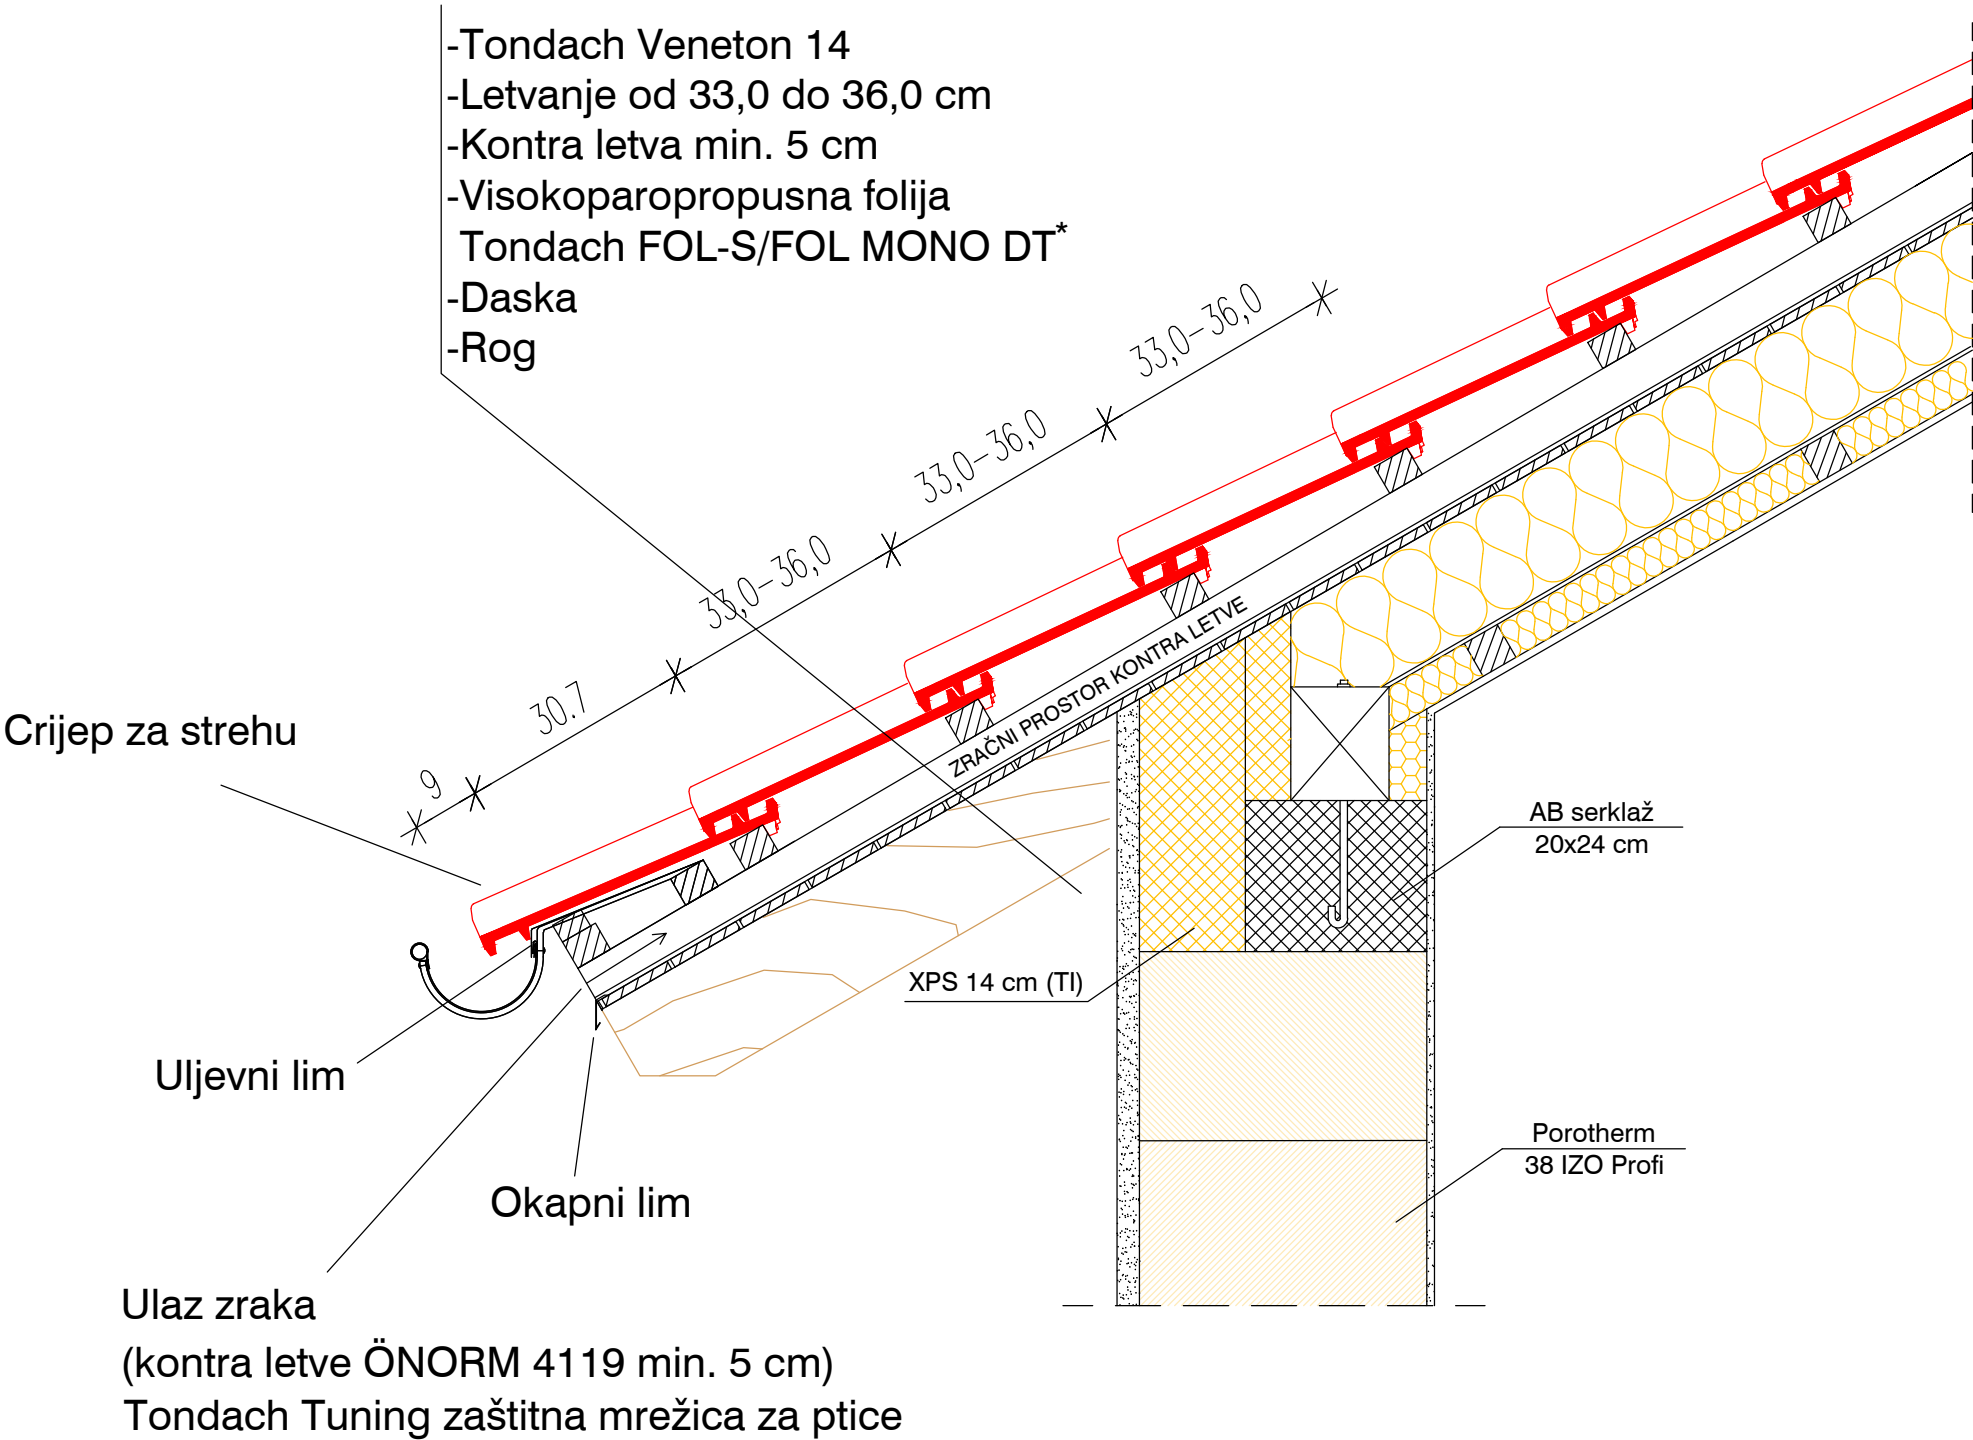 -Tondach Veneton 14
-Letvanje od 33,0 do 36,0 cm
-Kontra letva min. 5 cm
-Visokoparopropusna folija
Tondach FOL-S/FOL MONO DT*
-Daska
-Rog
33,0-36,0
33,0-36,0
33,0-36,0
30.7
9
Crijep za strehu
ZRAČNI PROSTOR KONTRA LETVE
AB serklaž
20x24 cm
XPS 14 cm (TI)
Uljevni lim
Porotherm
38 IZO Profi
Okapni lim
Ulaz zraka
(kontra letve ÖNORM 4119 min. 5 cm)
Tondach Tuning zaštitna mrežica za ptice